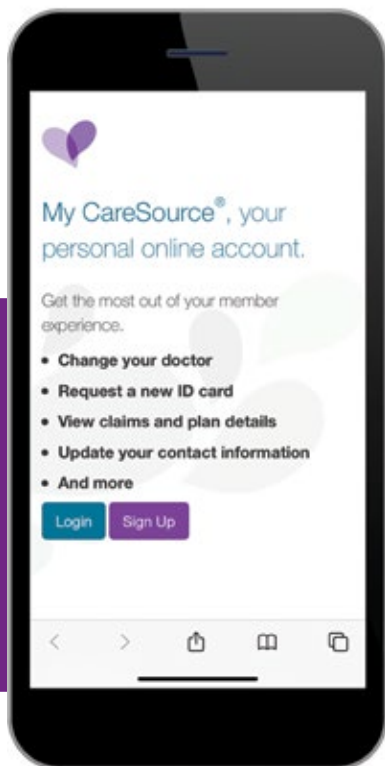 My CareSource®, your
personal online account.
Get the most out of your member
experience.
• Change your doctor
• Request a new ID card
• View claims and plan details
• Update your contact information
• And more
Login Sign Up